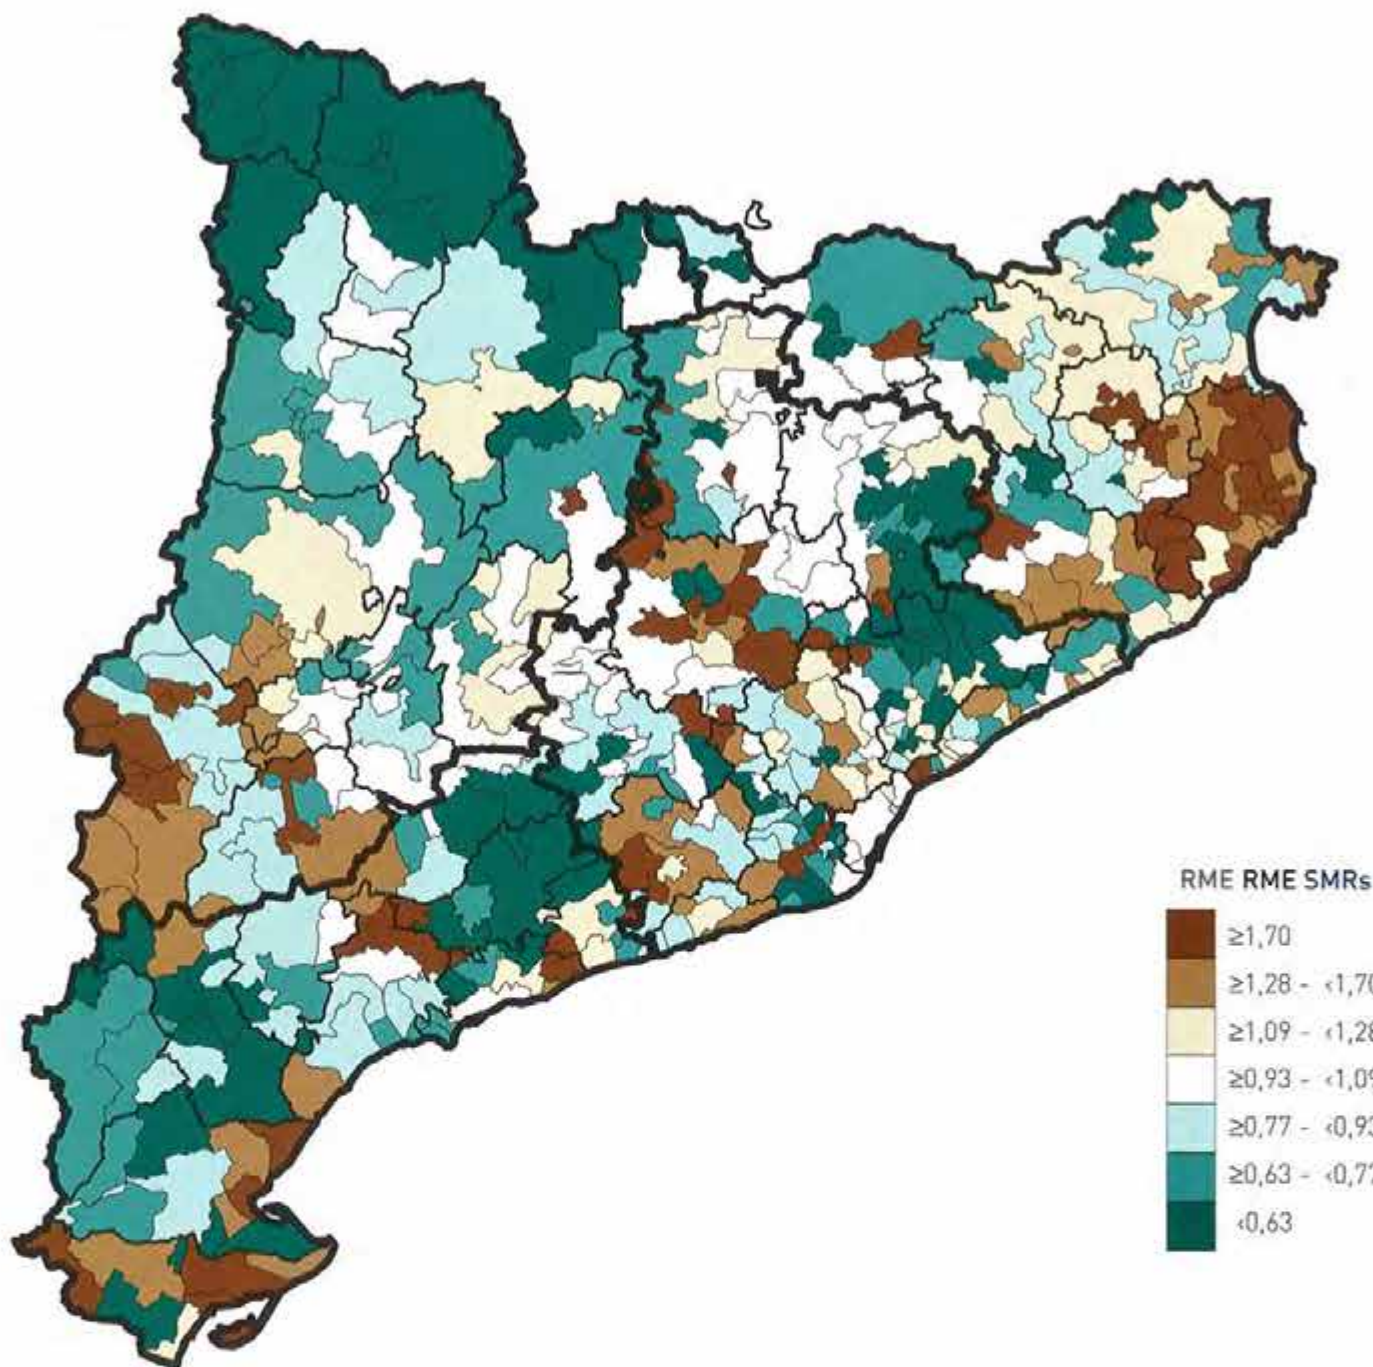 RME RME SMRs
≥1,70
≥1,28 - <1,70
≥1,09 - <1,28
≥0,93 - <1,09
≥0,77 - <0,93
≥0,63 - <0,77
<0,63